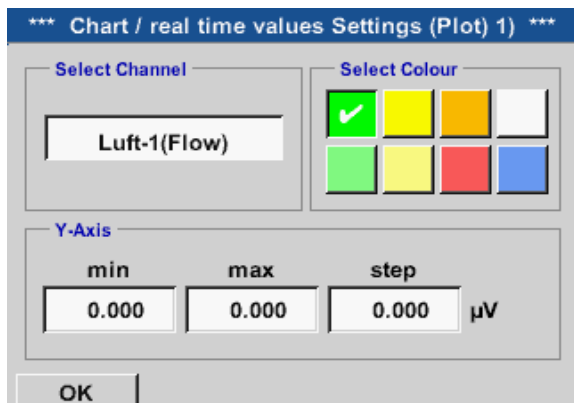 *** Chart / real time values Settings (Plot) 1) ***
Select Channel
Luft-1(Flow)
Select Colour
Y-Axis
min max step
0.000 0.000 0.000 µV
OK